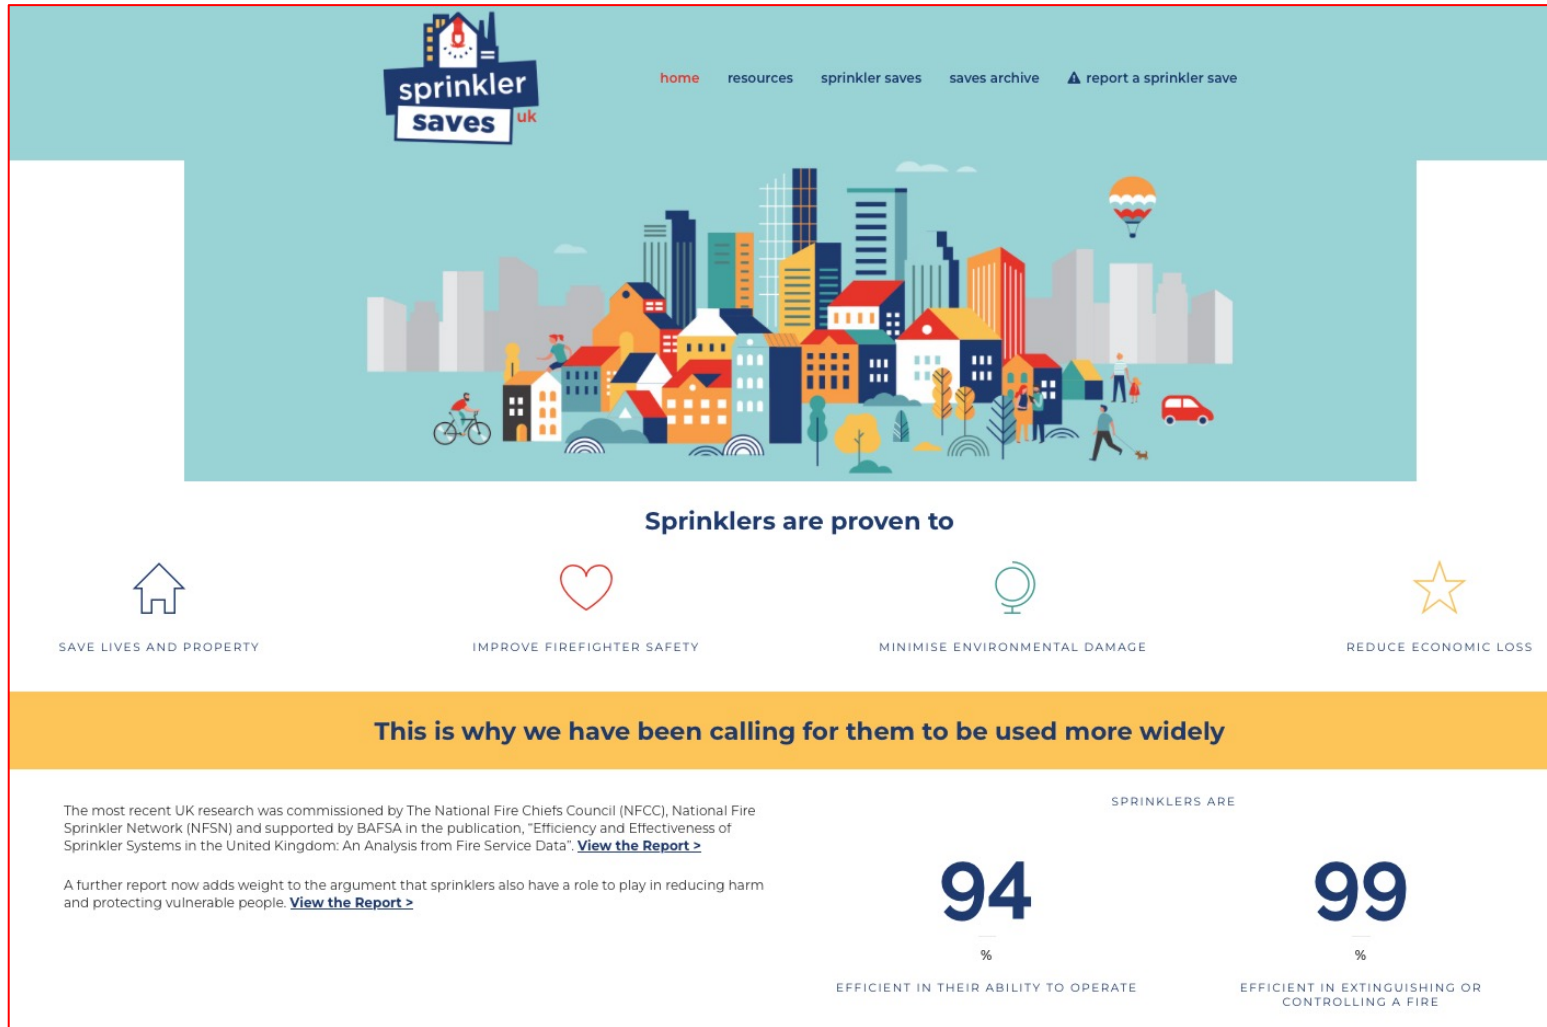 sprinkler
saves
uk
home resources sprinkler saves saves archive report a sprinkler save
Sprinklers are proven to
SAVE LIVES AND PROPERTY
IMPROVE FIREFIGHTER SAFETY
MINIMISE ENVIRONMENTAL DAMAGE
REDUCE ECONOMIC LOSS
This is why we have been calling for them to be used more widely
The most recent UK research was commissioned by The National Fire Chiefs Council (NFCC), National Fire
Sprinkler Network (NFSN) and supported by BAFSA in the publication, “Efficiency and Effectiveness of
Sprinkler Systems in the United Kingdom: An Analysis from Fire Service Data”. View the Report >
A further report now adds weight to the argument that sprinklers also have a role to play in reducing harm
and protecting vulnerable people. View the Report >
SPRINKLERS ARE
94
%
EFFICIENT IN THEIR ABILITY TO OPERATE
99
%
EFFICIENT IN EXTINGUISHING OR
CONTROLLING A FIRE